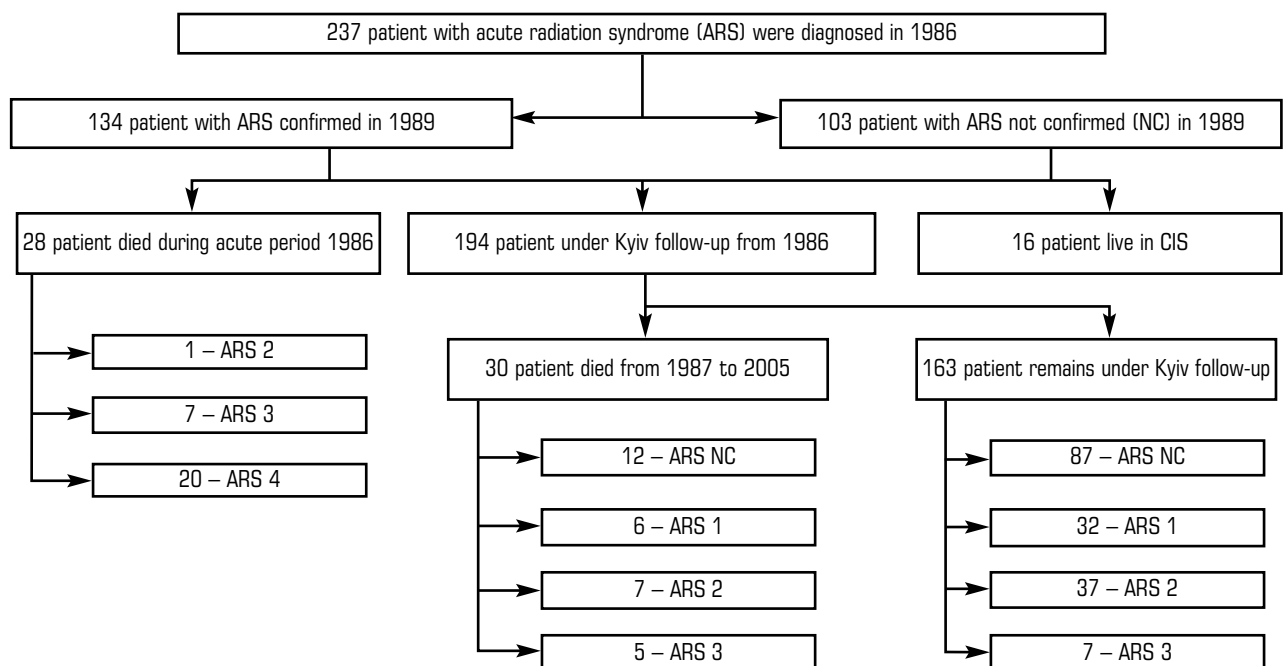 237 patient with acute radiation syndrome (ARS) were diagnosed in 1986
134 patient with ARS confirmed in 1989
103 patient with ARS not confirmed (NC) in 1989
28 patient died during acute period 1986
194 patient under Kyiv follow-up from 1986
16 patient live in CIS
1 – ARS 2
7 – ARS 3
20 – ARS 4
30 patient died from 1987 to 2005
163 patient remains under Kyiv follow-up
12 – ARS NC
6 – ARS 1
7 – ARS 2
5 – ARS 3
87 – ARS NC
32 – ARS 1
37 – ARS 2
7 – ARS 3